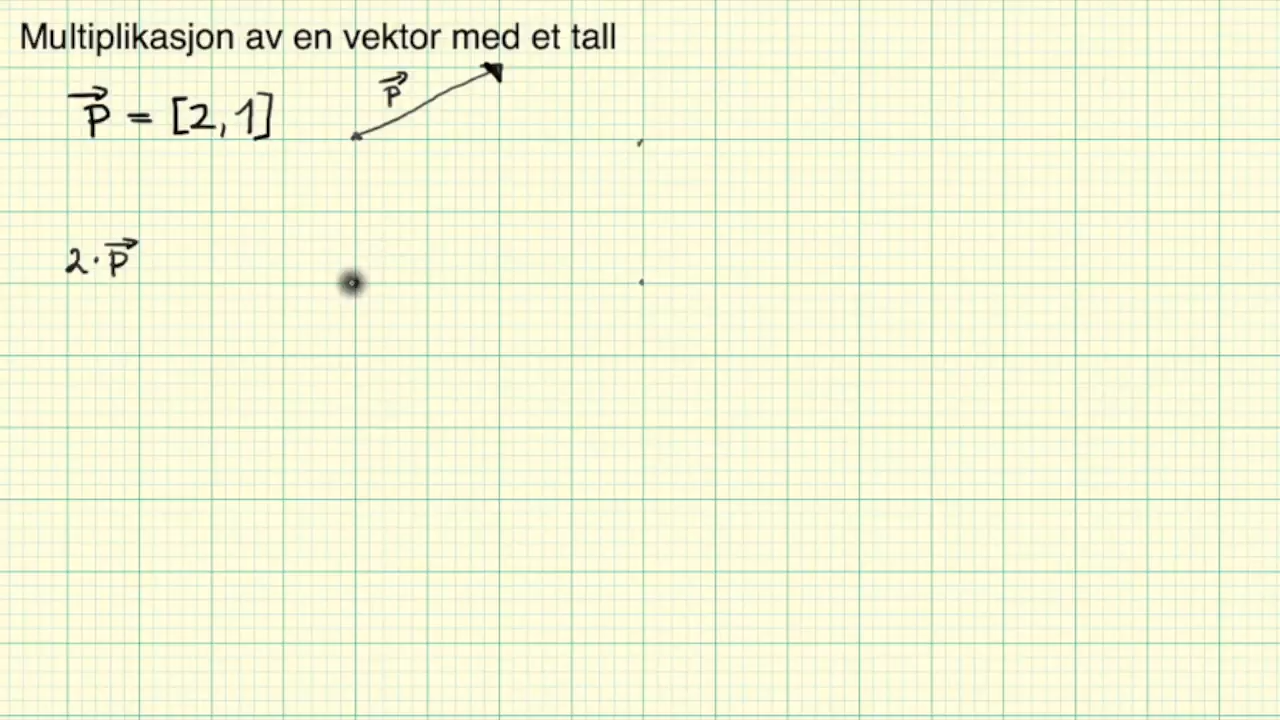 Multiplikasjon av en vektor med et tall
p⃗ = [2,1]
p⃗
2·p⃗